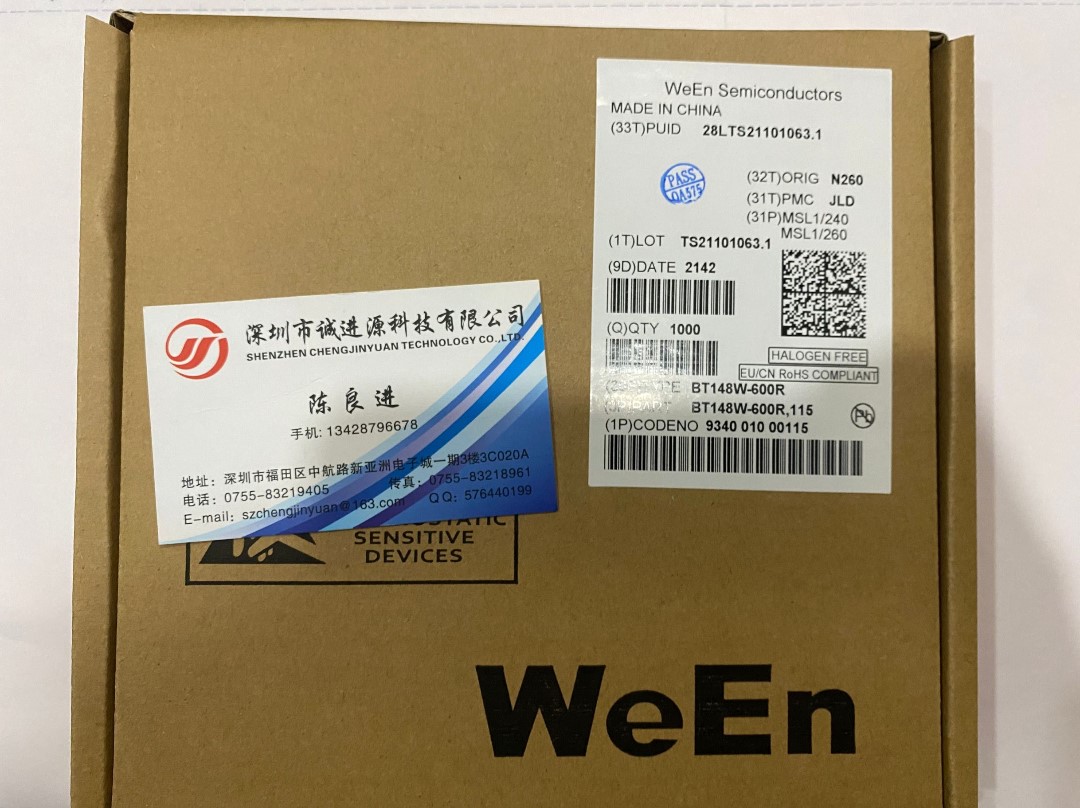 WeEn Semiconductors
MADE IN CHINA
(33T)PUID 28LTS21101063.1
PASS
QA575
(32T)ORIG N260
(31T)PMC JLD
(31P)MSL1/240
MSL1/260
(1T)LOT TS21101063.1
(9D)DATE 2142
(Q)QTY 1000
HALOGEN FREE
EU/CN RoHS COMPLIANT
BT148W-600R
BT148W-600R,115
(1P)CODENO 9340 010 00115
Pb
深圳市诚进源科技有限公司
SHENZHEN CHENGJINYUAN TECHNOLOGY CO.,LTD.
陈良进
手机: 13428796678
地址: 深圳市福田区中航路新亚洲电子城一期3楼3C020A
电话: 0755-83219405 传真: 0755-83218961
E-mail: szchengjinyuan@163.com QQ: 576440199
SENSITIVE
DEVICES
WeEn